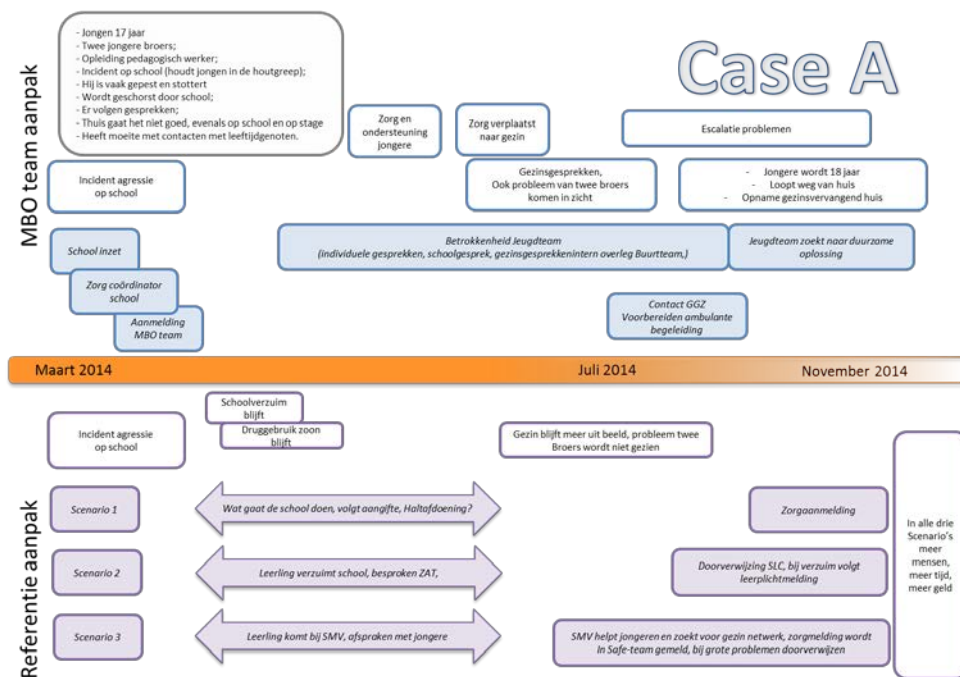 Case A
MBO team aanpak
- Jongen 17 jaar
- Twee jongere broers;
- Opleiding pedagogisch werker;
- Incident op school (houdt jongen in de houtgreep);
- Hij is vaak gepest en stottert
- Wordt geschorst door school;
- Er volgen gesprekken;
- Thuis gaat het niet goed, evenals op school en op stage
- Heeft moeite met contacten met leeftijdgenoten.
Zorg en
ondersteuning
jongere
Zorg verplaatst
naar gezin
Escalatie problemen
Incident agressie
op school
Gezinsgesprekken,
Ook probleem van twee broers
komen in zicht
- Jongere wordt 18 jaar
- Loopt weg van huis
- Opname gezinsvervangend huis
School inzet
Zorg coördinator
school
Aanmelding
MBO team
Betrokkenheid Jeugdteam
(individuele gesprekken, schoolgesprek, gezinsgesprekkenintern overleg Buurtteam,)
Jeugdteam zoekt naar duurzame
oplossing
Contact GGZ
Voorbereiden ambulante
begeleiding
Maart 2014
Juli 2014
November 2014
Referentie aanpak
Schoolverzuim
blijft
Druggebruik zoon
blijft
Incident agressie
op school
Gezin blijft meer uit beeld, probleem twee
Broers wordt niet gezien
Scenario 1
Wat gaat de school doen, volgt aangifte, Haltafdoening?
Zorgaanmelding
Scenario 2
Leerling verzuimt school, besproken ZAT,
Doorverwijzing SLC, bij verzuim volgt
leerplichtmelding
Scenario 3
Leerling komt bij SMV, afspraken met jongere
SMV helpt jongeren en zoekt voor gezin netwerk, zorgmelding wordt
In Safe-team gemeld, bij grote problemen doorverwijzen
In alle drie
Scenario's
meer
mensen,
meer tijd,
meer geld